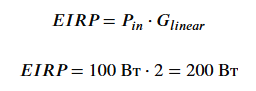 EIRP = P_in · G_linear
EIRP = 100 Вт · 2 = 200 Вт